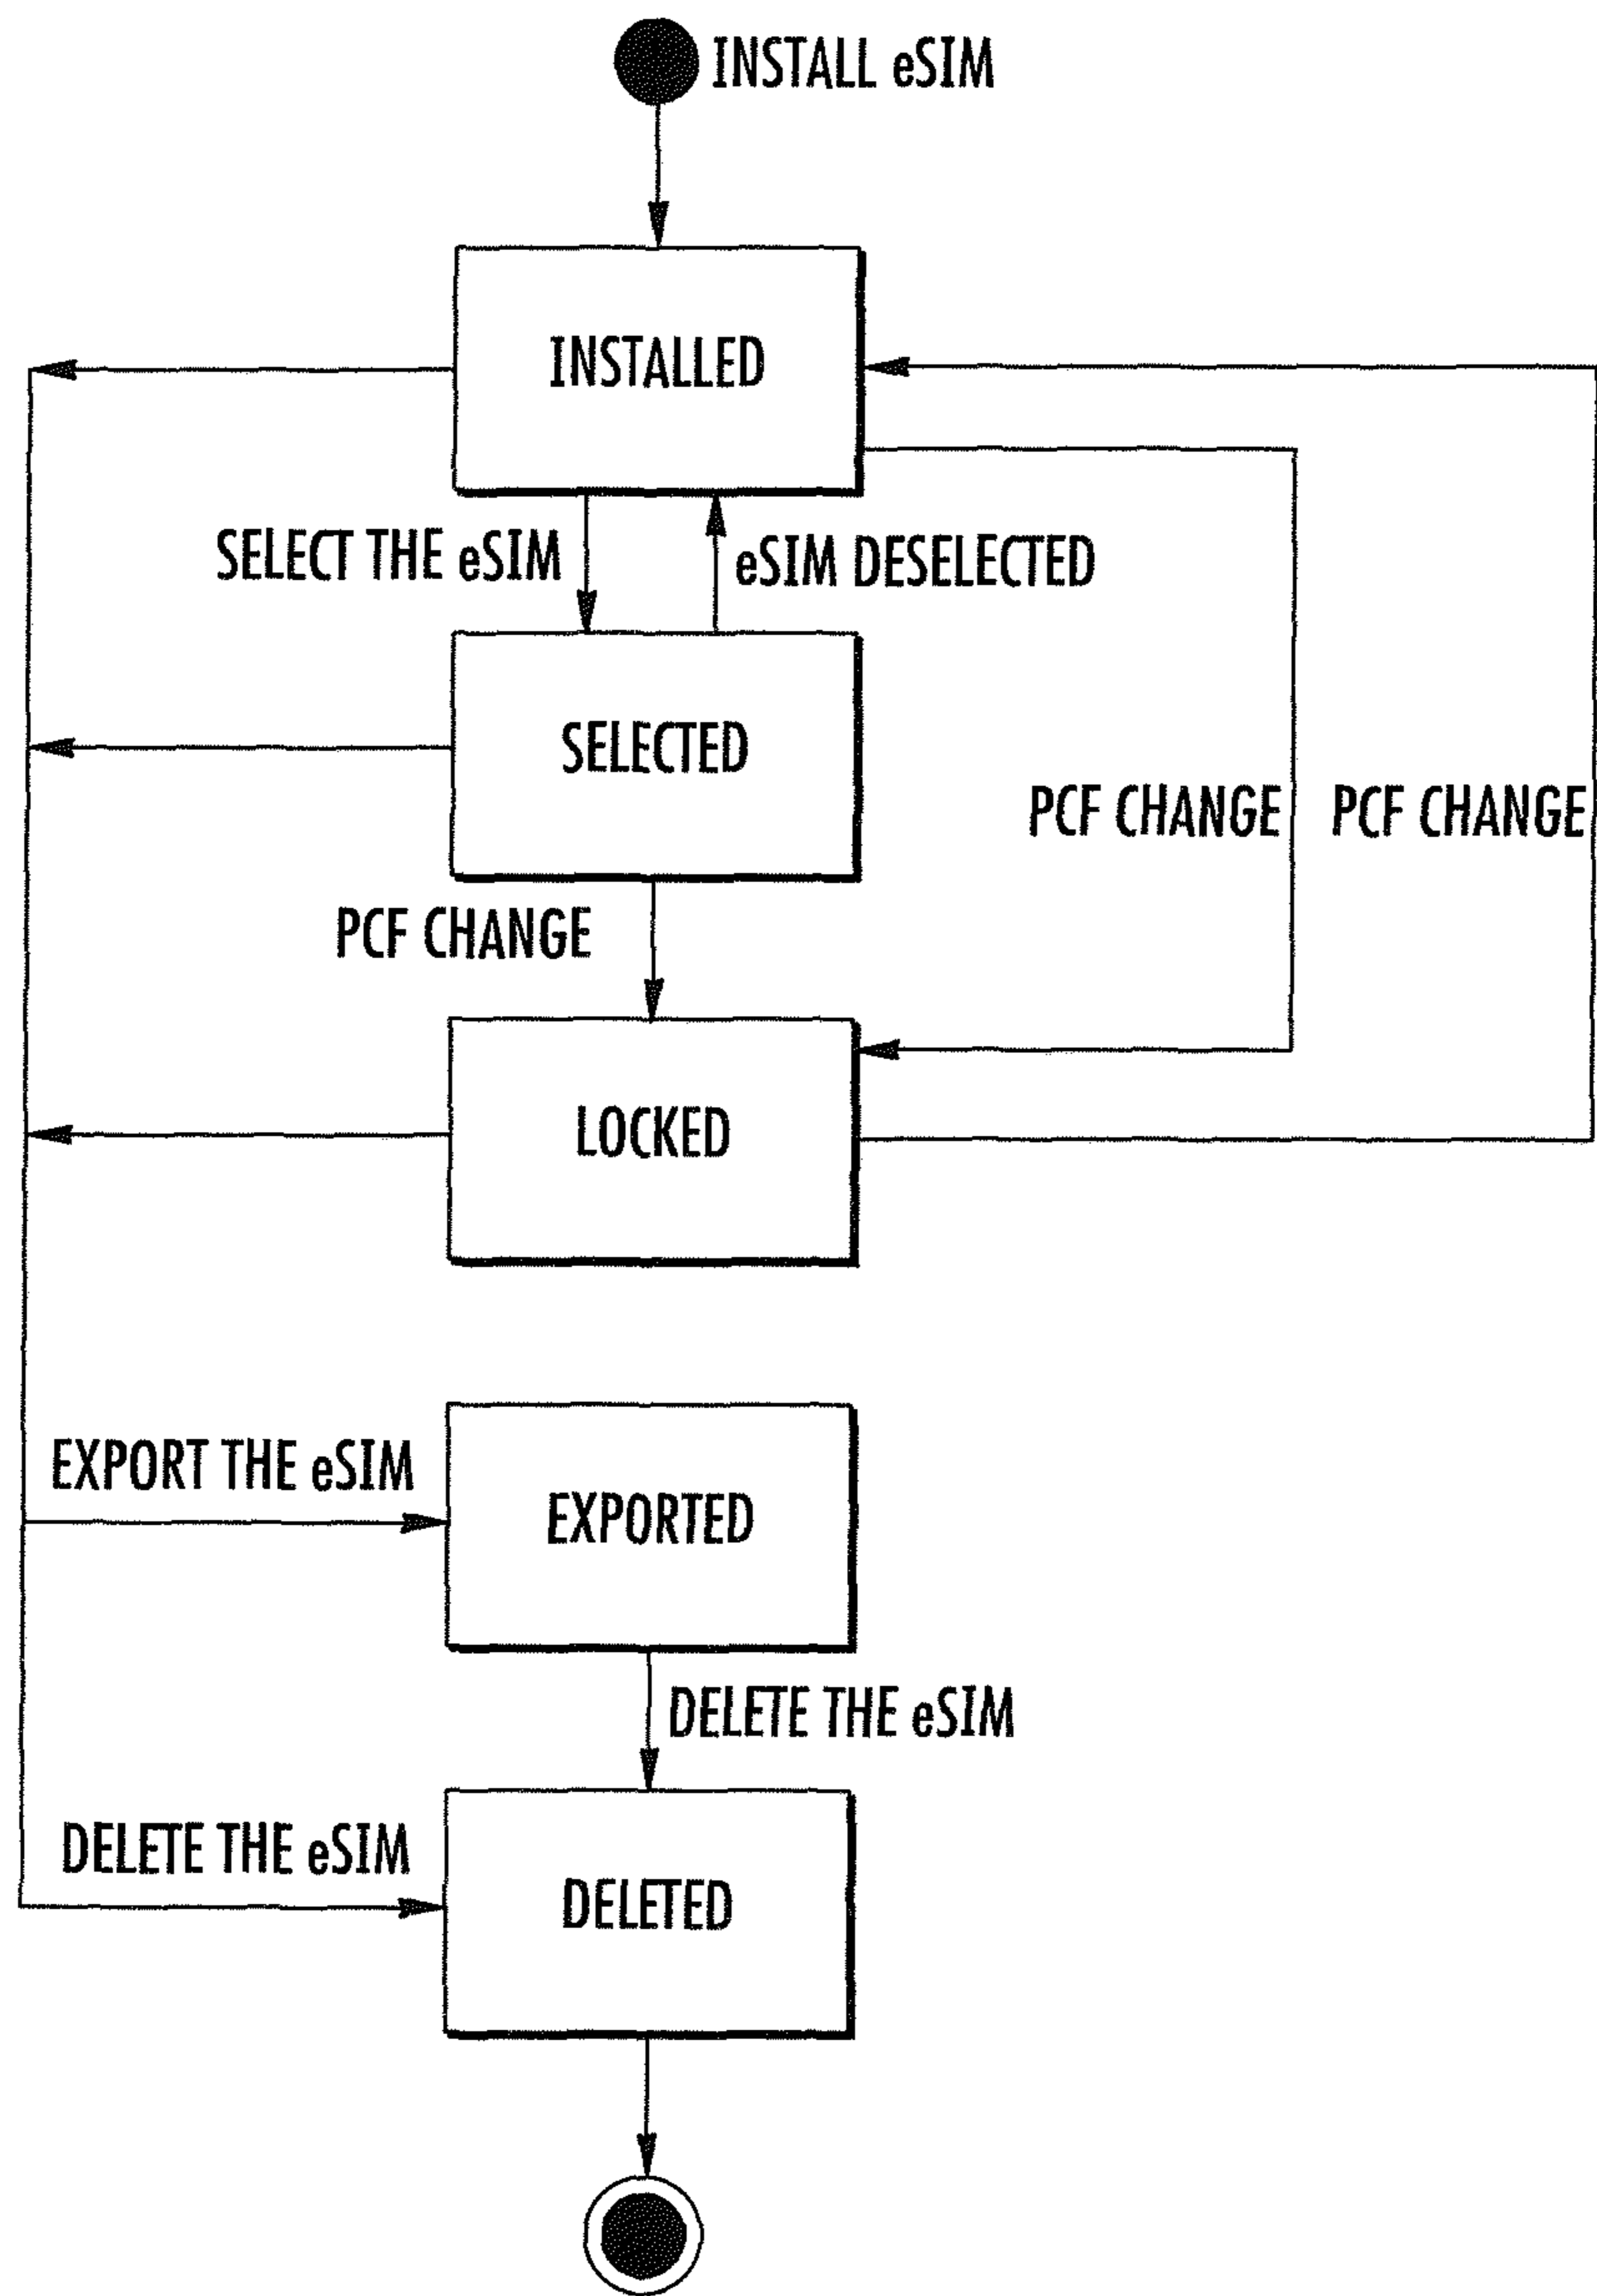 INSTALL eSIM
INSTALLED
SELECT THE eSIM
eSIM DESELECTED
SELECTED
PCF CHANGE
PCF CHANGE
PCF CHANGE
LOCKED
EXPORT THE eSIM
EXPORTED
DELETE THE eSIM
DELETE THE eSIM
DELETED